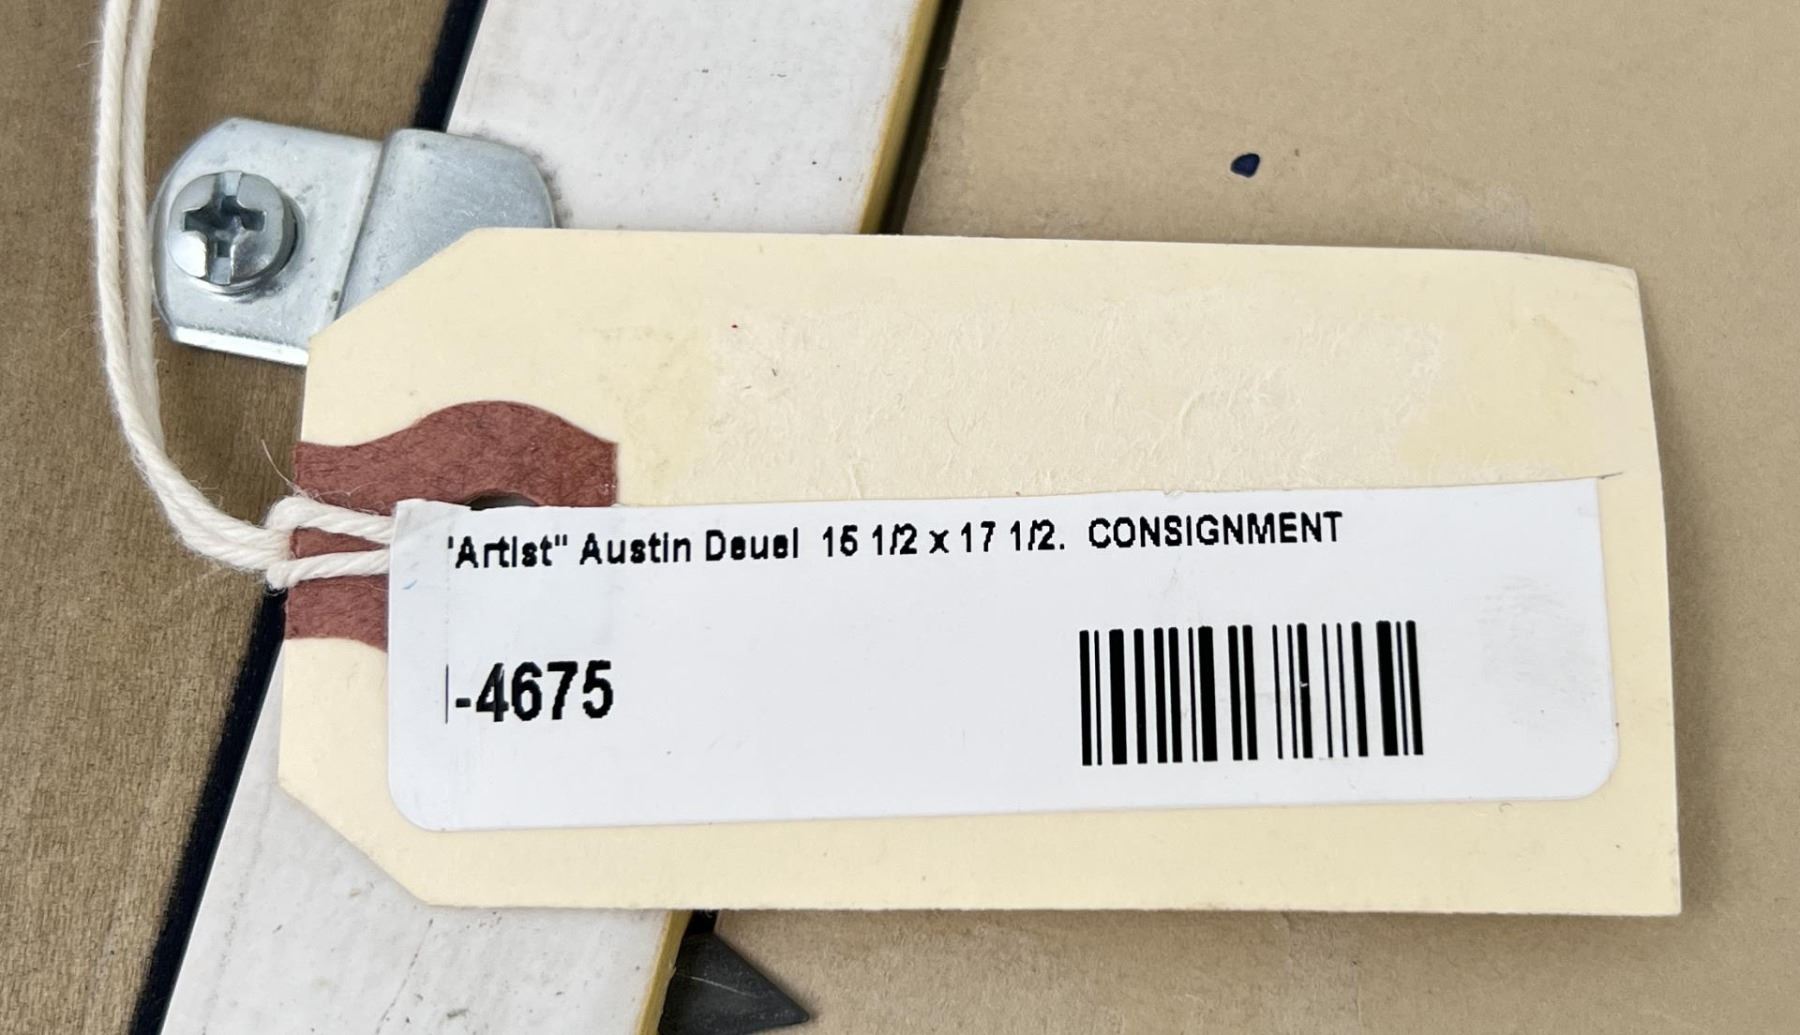 'Artist" Austin Deuel 15 1/2 x 17 1/2. CONSIGNMENT
-4675